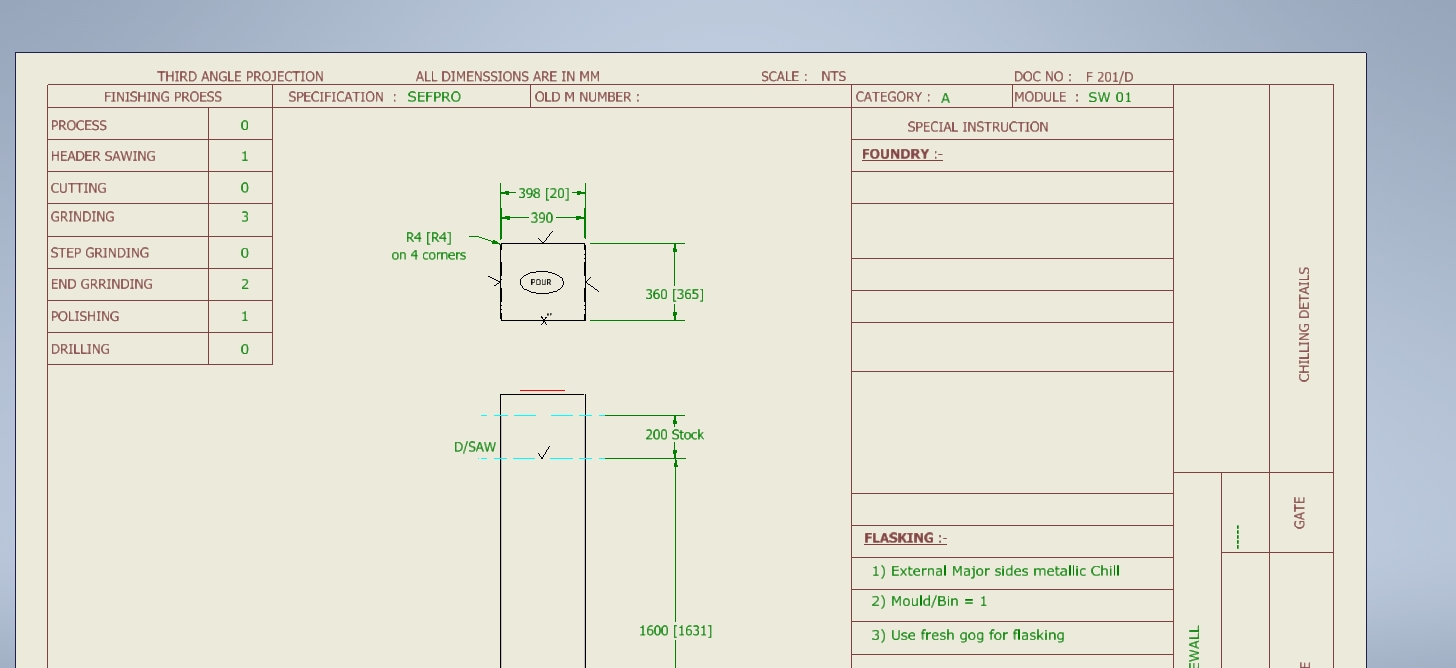 THIRD ANGLE PROJECTION ALL DIMENSSIONS ARE IN MM SCALE : NTS DOC NO : F 201/D
FINISHING PROESS SPECIFICATION : SEFPRO OLD M NUMBER : CATEGORY : A MODULE : SW 01
PROCESS 0
HEADER SAWING 1
CUTTING 0
GRINDING 3
STEP GRINDING 0
END GRRINDING 2
POLISHING 1
DRILLING 0
398 [20]
390
R4 [R4]
on 4 corners
POUR
360 [365]
D/SAW
200 Stock
1600 [1631]
SPECIAL INSTRUCTION
FOUNDRY :-
FLASKING :-
1) External Major sides metallic Chill
2) Mould/Bin = 1
3) Use fresh gog for flasking
CHILLING DETAILS
GATE
EWALL
E